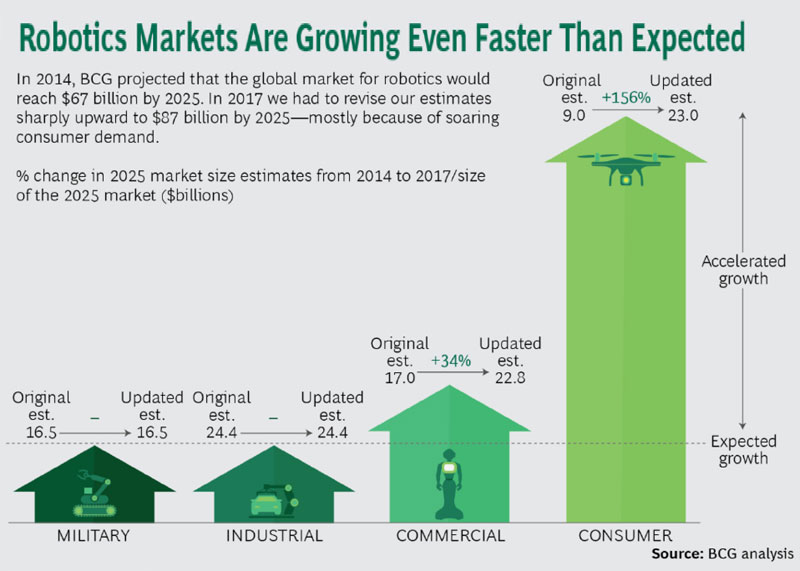 Robotics Markets Are Growing Even Faster Than Expected
In 2014, BCG projected that the global market for robotics would
reach $67 billion by 2025. In 2017 we had to revise our estimates
sharply upward to $87 billion by 2025—mostly because of soaring
consumer demand.
% change in 2025 market size estimates from 2014 to 2017/size
of the 2025 market ($billions)
Original
est.
16.5
–
Updated
est.
16.5
MILITARY
Original
est.
24.4
–
Updated
est.
24.4
INDUSTRIAL
Original
est.
17.0
+34%
Updated
est.
22.8
COMMERCIAL
Original
est.
9.0
+156%
Updated
est.
23.0
CONSUMER
Accelerated
growth
Expected
growth
Source: BCG analysis